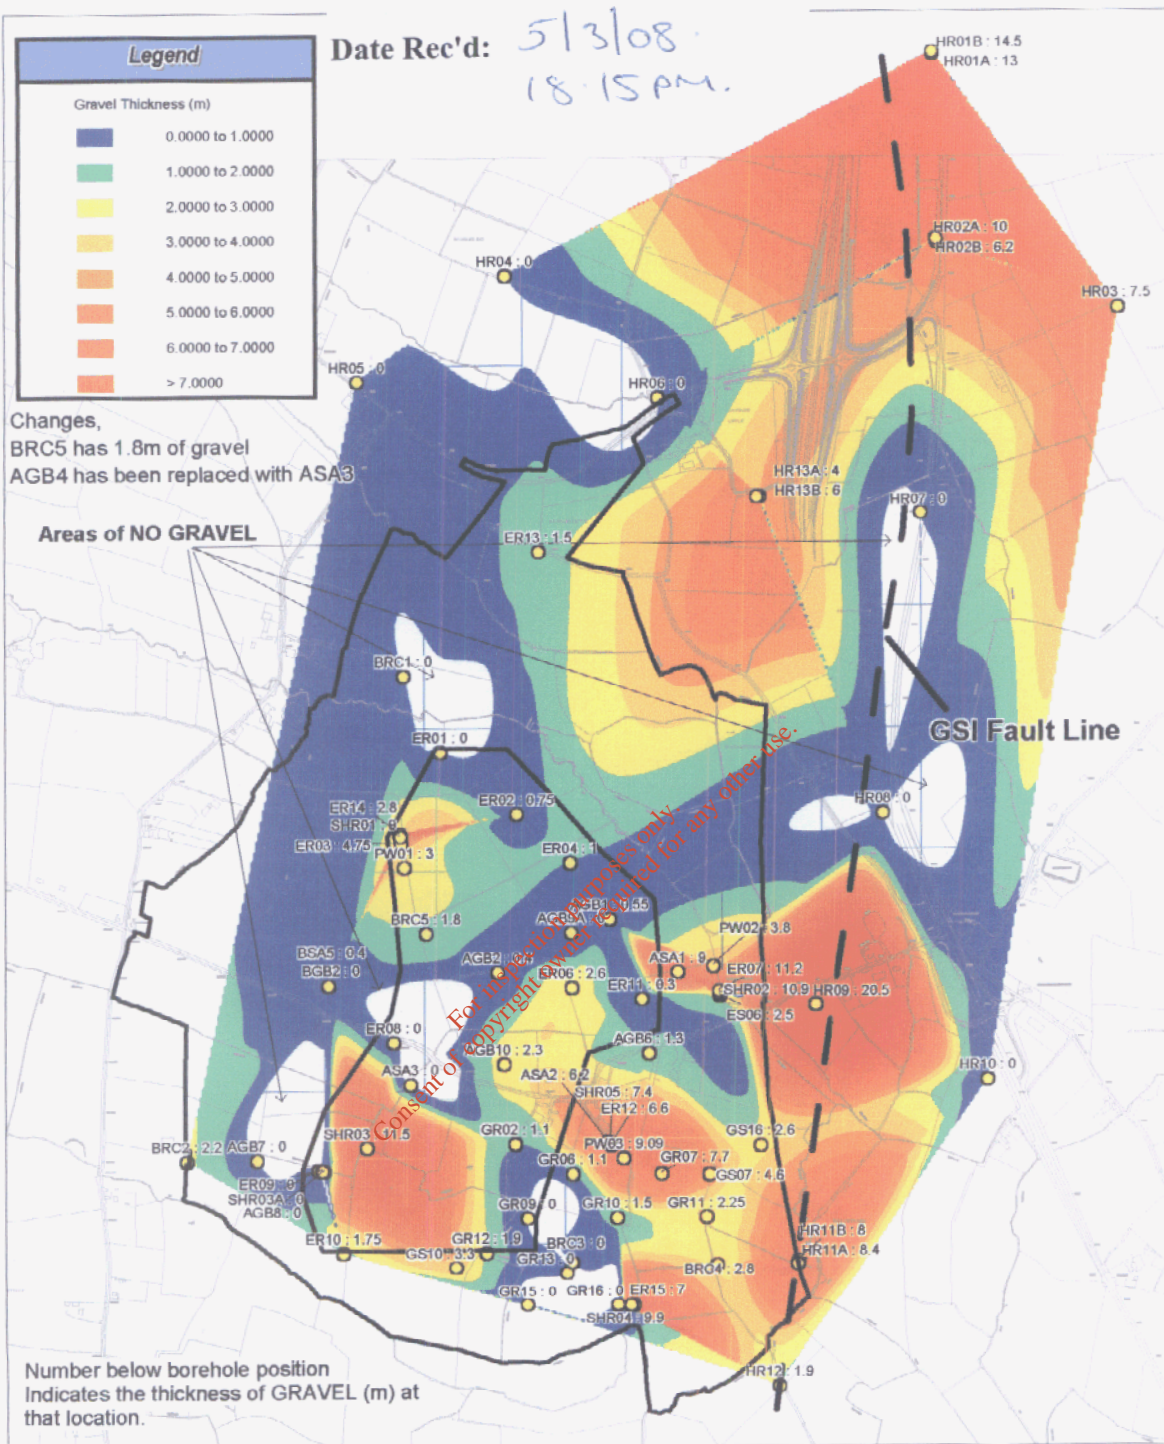 Date Rec'd: 5/3/08
18.15pm.
Legend
Gravel Thickness (m)
0.0000 to 1.0000
1.0000 to 2.0000
2.0000 to 3.0000
3.0000 to 4.0000
4.0000 to 5.0000
5.0000 to 6.0000
6.0000 to 7.0000
> 7.0000
Changes,
BRC5 has 1.8m of gravel
AGB4 has been replaced with ASA3
Areas of NO GRAVEL
HR01B : 14.5
HR01A : 13
HR02A : 10
HR02B : 6.2
HR03 : 7.5
HR04 : 0
HR05 : 0
HR06 : 0
HR13A : 4
HR13B : 6
HR07 : 0
ER13 : 1.5
BRC1 : 0
GSI Fault Line
ER01 : 0
HR08 : 0
ER14 : 2.8
SHR01 : 9
ER03 : 4.75
PW01 : 3
ER02 : 0.75
ER04 : 1
BRC5 : 1.8
PW02 : 3.8
BSA5 : 0.4
BGB2 : 0
ER06 : 2.6
ER11 : 0.3
ASA1 : 9
ER07 : 11.2
SHR02 : 10.9
HR09 : 20.5
ES06 : 2.5
ER08 : 0
AGB6 : 1.3
AGB10 : 2.3
ASA3 : 0
ASA2 : 6.2
SHR05 : 7.4
ER12 : 6.6
HR10 : 0
SHR03 : 11.5
GR02 : 1.1
GS16 : 2.6
PW03 : 9.09
BRC2 : 2.2
AGB7 : 0
GR06 : 1.1
GR07 : 7.7
GS07 : 4.6
ER09 : 9
SHR03A : 0
AGB8 : 0
GR09 : 0
GR10 : 1.5
GR11 : 2.25
ER10 : 1.75
GS10 : 3.3
GR12 : 1.9
BRC3 : 0
GR13 : 0
HR11B : 8
HR11A : 8.4
BRC4 : 2.8
GR15 : 0
GR16 : 0
ER15 : 7
SHR04 : 9.9
HR12 : 1.9
For inspection purposes only
Consent of copyright owner required for any other use.
Number below borehole position
Indicates the thickness of GRAVEL (m) at
that location.